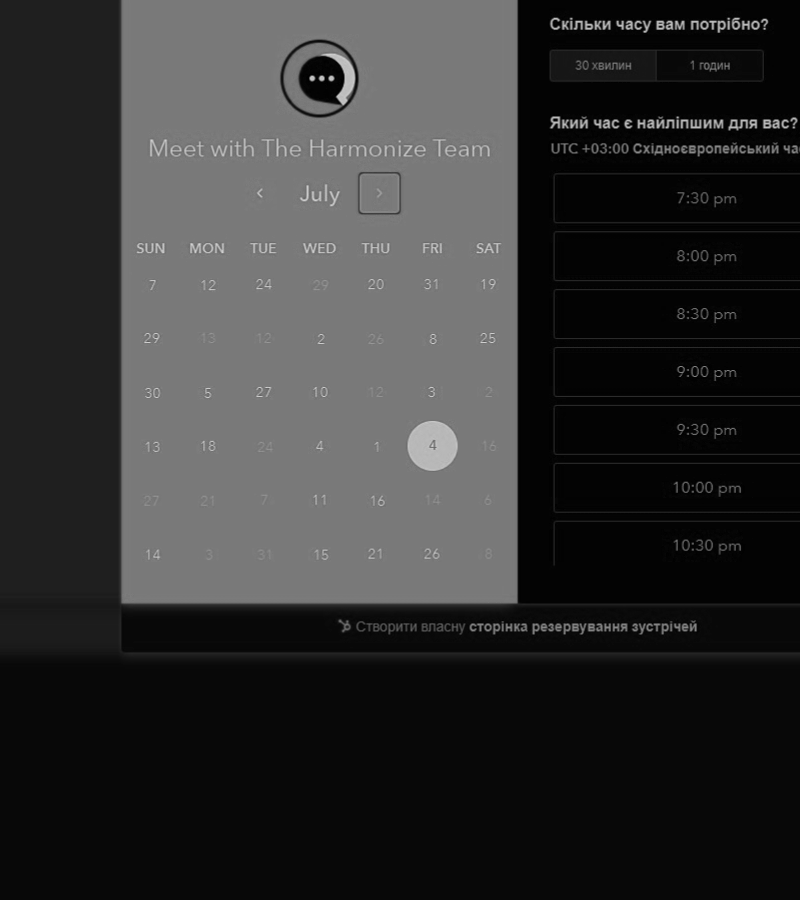 Meet with The Harmonize Team
July
SUN MON TUE WED THU FRI SAT
7 12 24 29 20 31 19
29 13 12 2 26 8 25
30 5 27 10 12 3 2
13 18 24 4 1 4 16
27 21 7 11 16 14 6
14 3 31 15 21 26 8
Скільки часу вам потрібно?
30 хвилин 1 годин
Який час є найліпшим для вас?
UTC +03:00 Східноєвропейський
7:30 pm
8:00 pm
8:30 pm
9:00 pm
9:30 pm
10:00 pm
10:30 pm
Створити власну сторінка резервування зустрічей